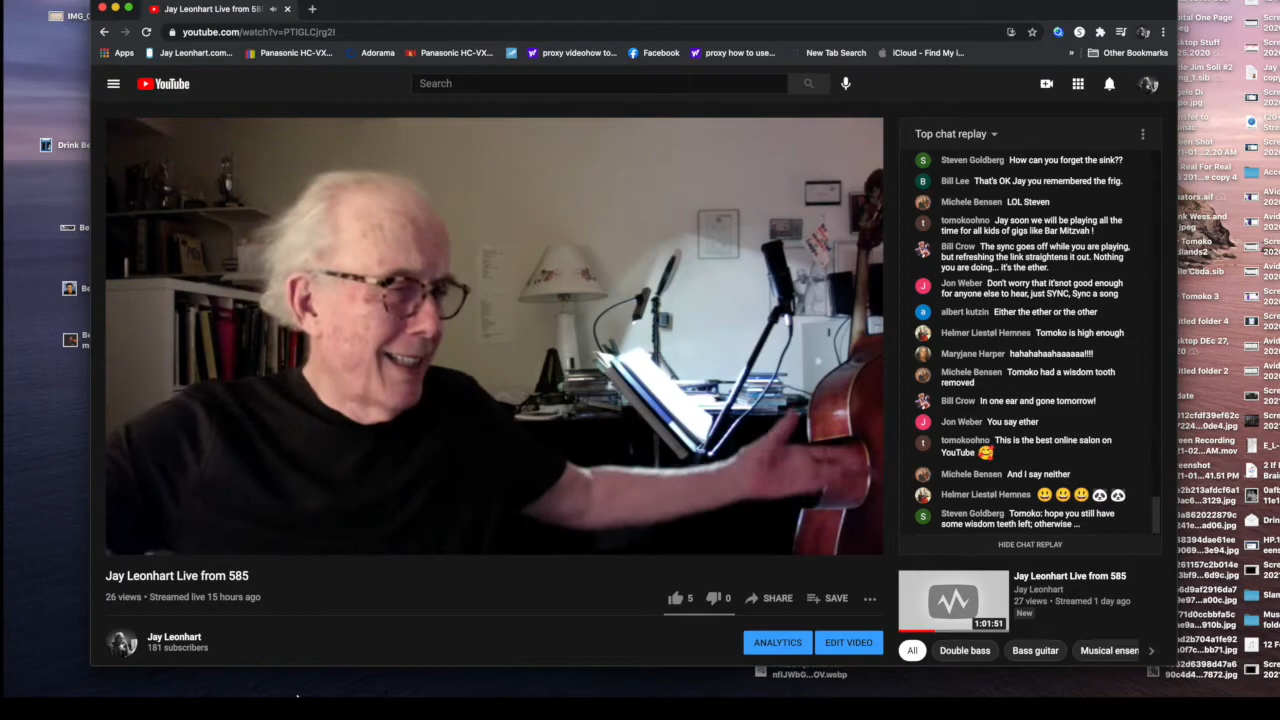 IMG_0
Jay Leonhart Live from 585
youtube.com/watch?v=PTIGLCjrg2I
Apps
Jay Leonhart.com...
Panasonic HC-VX...
Adorama
Panasonic HC-VX...
proxy videohow to...
Facebook
proxy how to use...
New Tab Search
iCloud - Find My i...
»
Other Bookmarks
YouTube
Search
Top chat replay
Steven Goldberg How can you forget the sink??
Bill Lee That's OK Jay you remembered the frig.
Michele Bensen LOL Steven
tomokoohno Jay soon we will be playing all the
time for all kids of gigs like Bar Mitzvah !
Bill Crow The sync goes off while you are playing,
but refreshing the link straightens it out. Nothing
you are doing... it's the ether.
Jon Weber Don't worry that it'snot good enough
for anyone else to hear, just SYNC, Sync a song
albert kutzin Either the ether or the other
Helmer Liestøl Hemnes Tomoko is high enough
Maryjane Harper hahahahaahaaaaaa!!!!
Michele Bensen Tomoko had a wisdom tooth
removed
Bill Crow In one ear and gone tomorrow!
Jon Weber You say ether
tomokoohno This is the best online salon on
YouTube 🥰
Michele Bensen And I say neither
Helmer Liestøl Hemnes 😃😃😃🐼🐼
Steven Goldberg Tomoko: hope you still have
some wisdom teeth left; otherwise ...
HIDE CHAT REPLAY
Jay Leonhart Live from 585
26 views • Streamed live 15 hours ago
5
0
SHARE
SAVE
Jay Leonhart
181 subscribers
ANALYTICS
EDIT VIDEO
Jay Leonhart Live from 585
Jay Leonhart
27 views • Streamed 1 day ago
New
1:01:51
All
Double bass
Bass guitar
Musical ensem
Drink Be
nfIJWbG...OV.webp